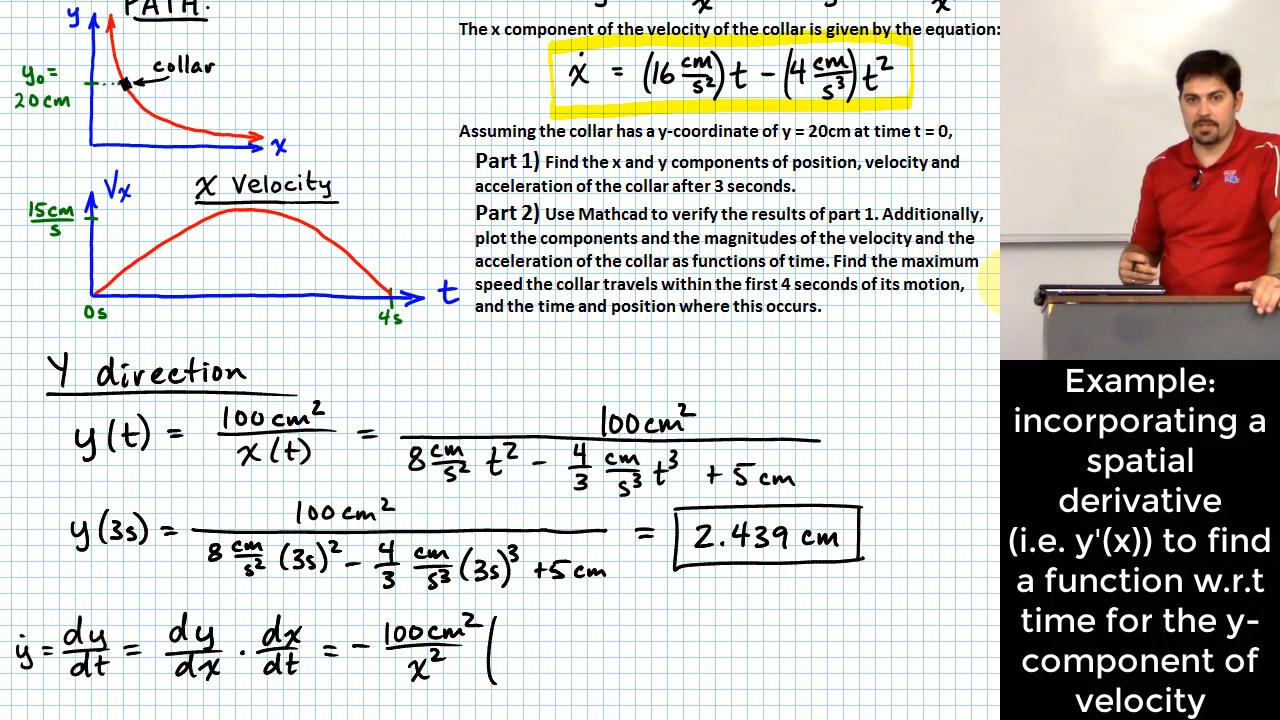 PATH:
y
collar
y₀ =
20 cm
x
Vx
X Velocity
15cm/s
t
0s
4s
The x component of the velocity of the collar is given by the equation:
ẋ = (16 cm/s²) t - (4 cm/s³) t²
Assuming the collar has a y-coordinate of y = 20cm at time t = 0,
Part 1) Find the x and y components of position, velocity and
acceleration of the collar after 3 seconds.
Part 2) Use Mathcad to verify the results of part 1. Additionally,
plot the components and the magnitudes of the velocity and the
acceleration of the collar as functions of time. Find the maximum
speed the collar travels within the first 4 seconds of its motion,
and the time and position where this occurs.
Y direction
y(t) = 100cm² / x(t) = 100cm² / 8 cm/s² t² - 4/3 cm/s³ t³ + 5 cm
y(3s) = 100cm² / 8 cm/s² (3s)² - 4/3 cm/s³ (3s)³ + 5 cm = 2.439 cm
ẏ = dy/dt = dy/dx · dx/dt = - 100cm²/x² (
Example:
incorporating a
spatial
derivative
(i.e. y'(x)) to find
a function w.r.t
time for the y-
component of
velocity